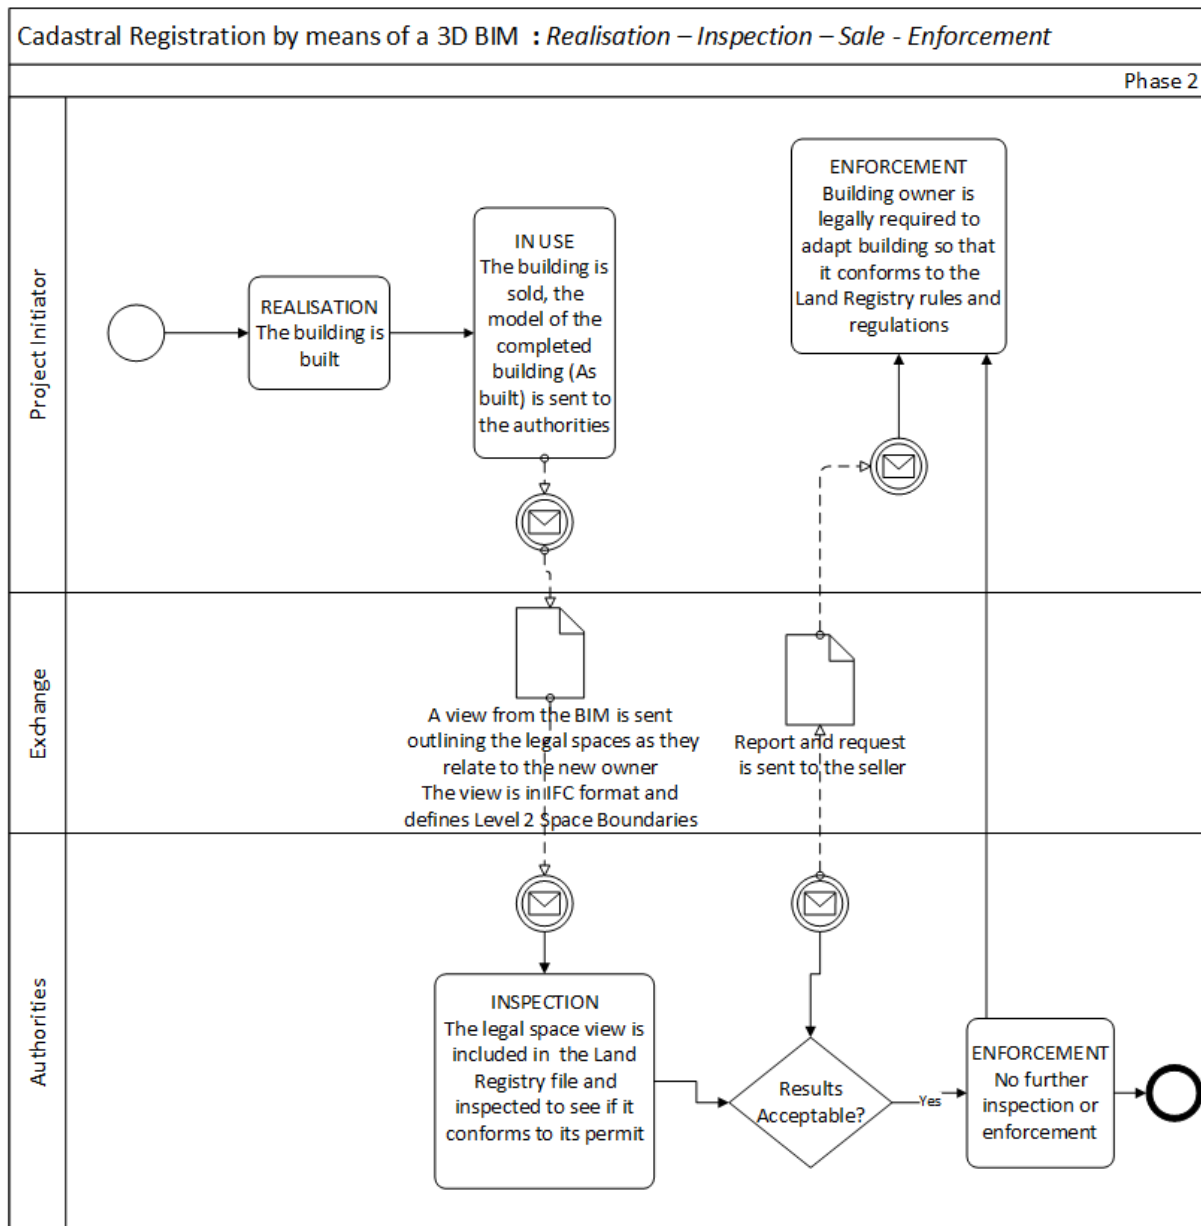 Cadastral Registration by means of a 3D BIM : Realisation – Inspection – Sale - Enforcement
Phase 2
Project Initiator
REALISATION
The building is
built
IN USE
The building is
sold, the
model of the
completed
building (As
built) is sent to
the authorities
ENFORCEMENT
Building owner is
legally required to
adapt building so that
it conforms to the
Land Registry rules and
regulations
Exchange
A view from the BIM is sent
outlining the legal spaces as they
relate to the new owner
The view is in IFC format and
defines Level 2 Space Boundaries
Report and request
is sent to the seller
Authorities
INSPECTION
The legal space view is
included in the Land
Registry file and
inspected to see if it
conforms to its permit
Results
Acceptable?
Yes
ENFORCEMENT
No further
inspection or
enforcement